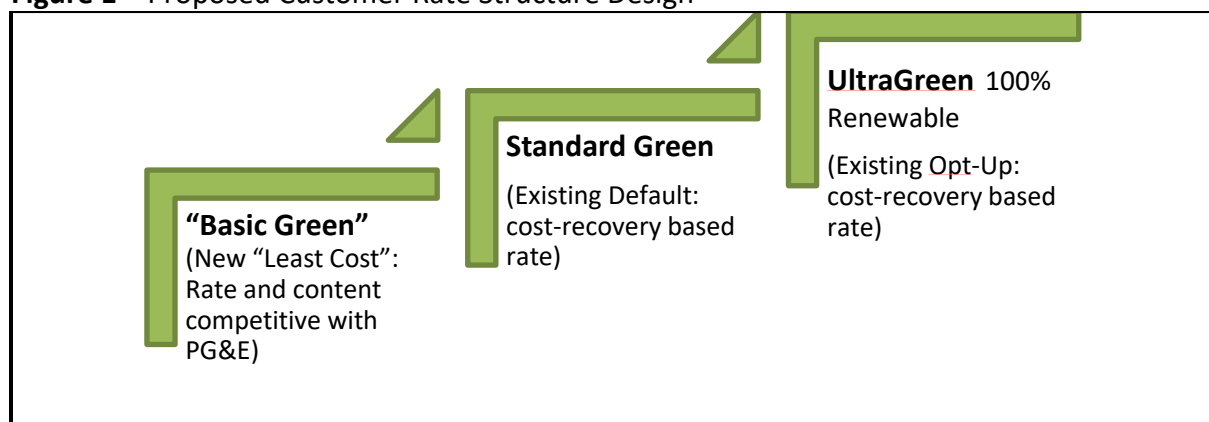 Figure 1 – Proposed Customer Rate Structure Design
UltraGreen 100%
Renewable
(Existing Opt-Up:
cost-recovery based
rate)
Standard Green
(Existing Default:
cost-recovery based
rate)
“Basic Green”
(New “Least Cost”:
Rate and content
competitive with
PG&E)